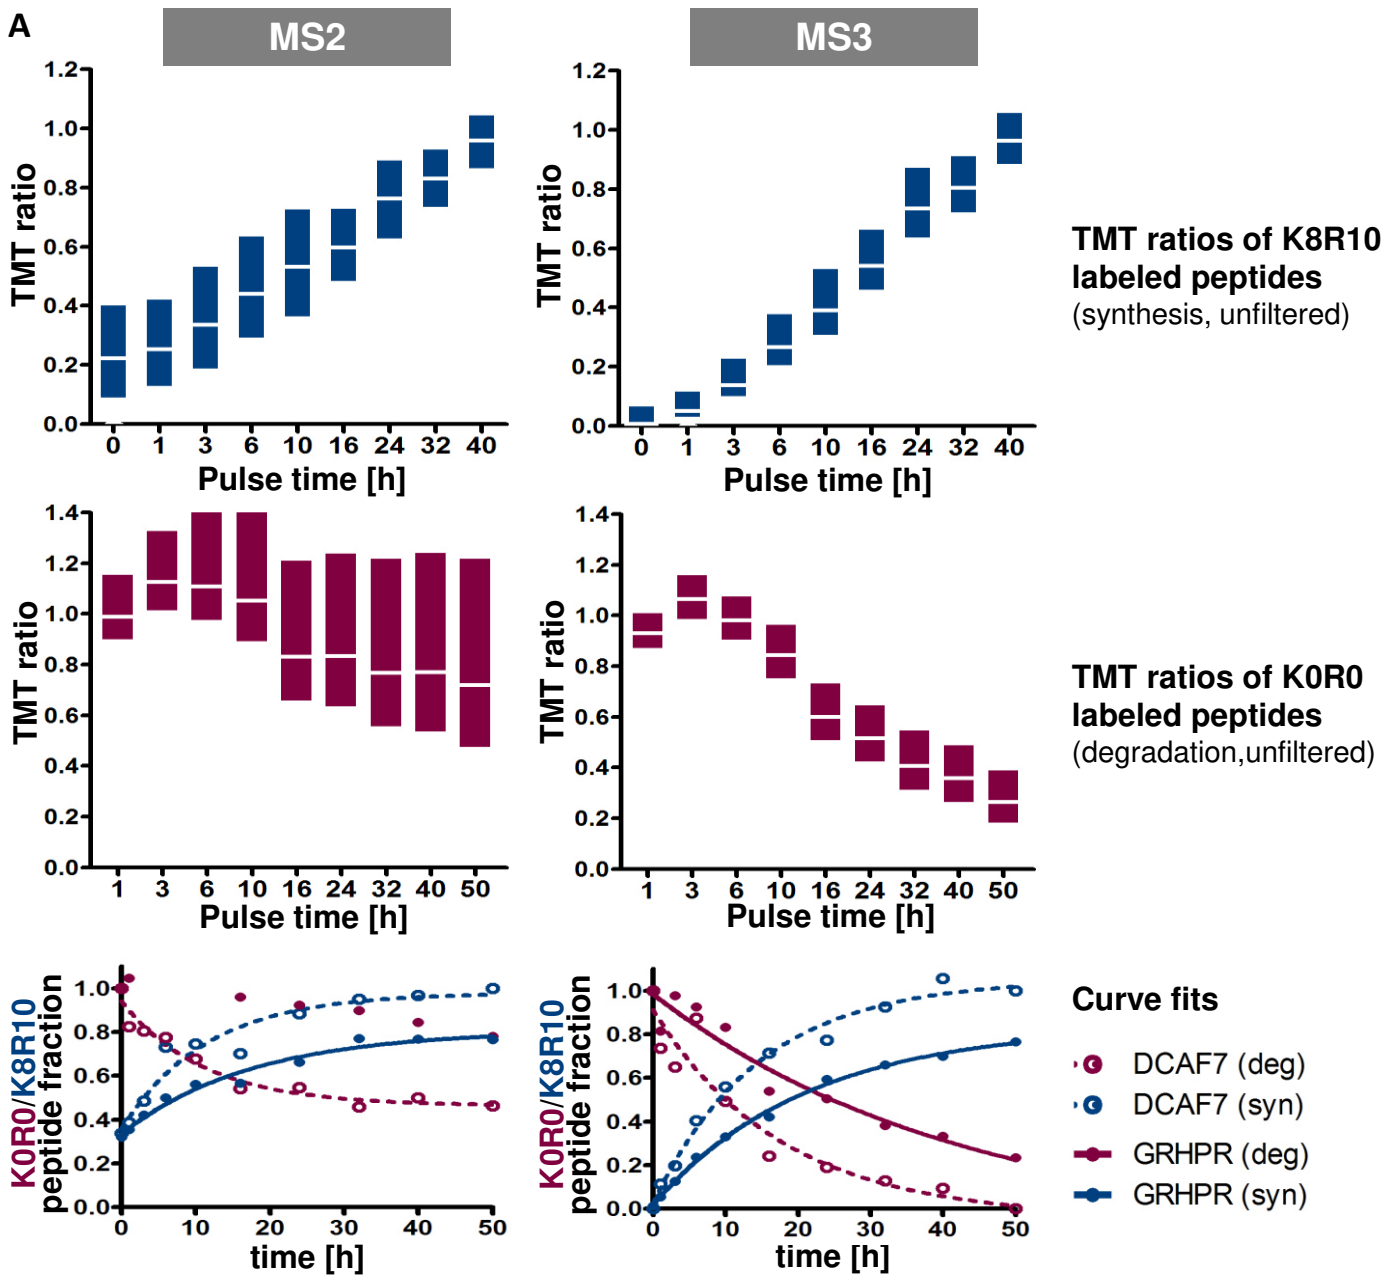 A
MS2
MS3
1.2
1.0
0.8
0.6
0.4
0.2
0.0
TMT ratio
0 1 3 6 10 16 24 32 40
Pulse time [h]
1.2
1.0
0.8
0.6
0.4
0.2
0.0
TMT ratio
0 1 3 6 10 16 24 32 40
Pulse time [h]
TMT ratios of K8R10
labeled peptides
(synthesis, unfiltered)
1.4
1.2
1.0
0.8
0.6
0.4
0.2
0.0
TMT ratio
1 3 6 10 16 24 32 40 50
Pulse time [h]
1.4
1.2
1.0
0.8
0.6
0.4
0.2
0.0
TMT ratio
1 3 6 10 16 24 32 40 50
Pulse time [h]
TMT ratios of K0R0
labeled peptides
(degradation,unfiltered)
K0R0/K8R10
peptide fraction
1.0
0.8
0.6
0.4
0.2
0.0
0 10 20 30 40 50
time [h]
K0R0/K8R10
peptide fraction
1.0
0.8
0.6
0.4
0.2
0.0
0 10 20 30 40 50
time [h]
Curve fits
DCAF7 (deg)
DCAF7 (syn)
GRHPR (deg)
GRHPR (syn)